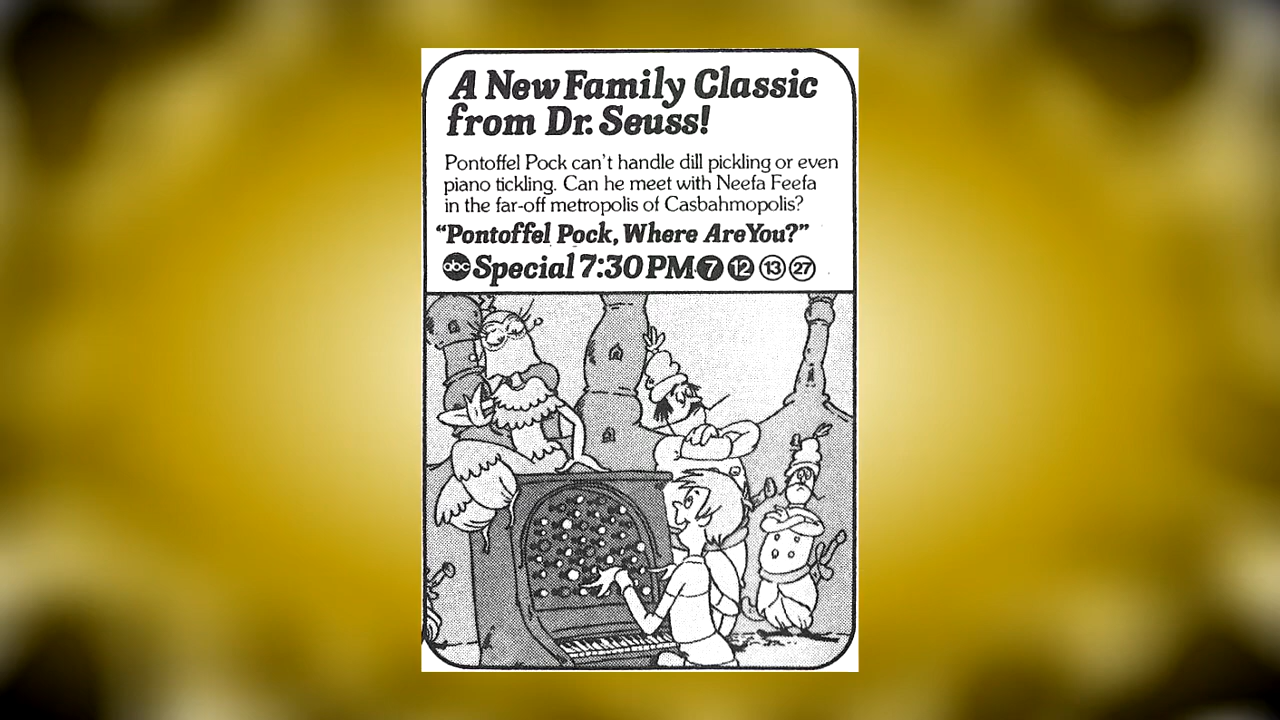 A New Family Classic
from Dr. Seuss!
Pontoffel Pock can't handle dill pickling or even
piano tickling. Can he meet with Neefa Feefa
in the far-off metropolis of Casbahmopolis?
“Pontoffel Pock, Where Are You?”
abc Special 7:30 PM 7 12 13 27